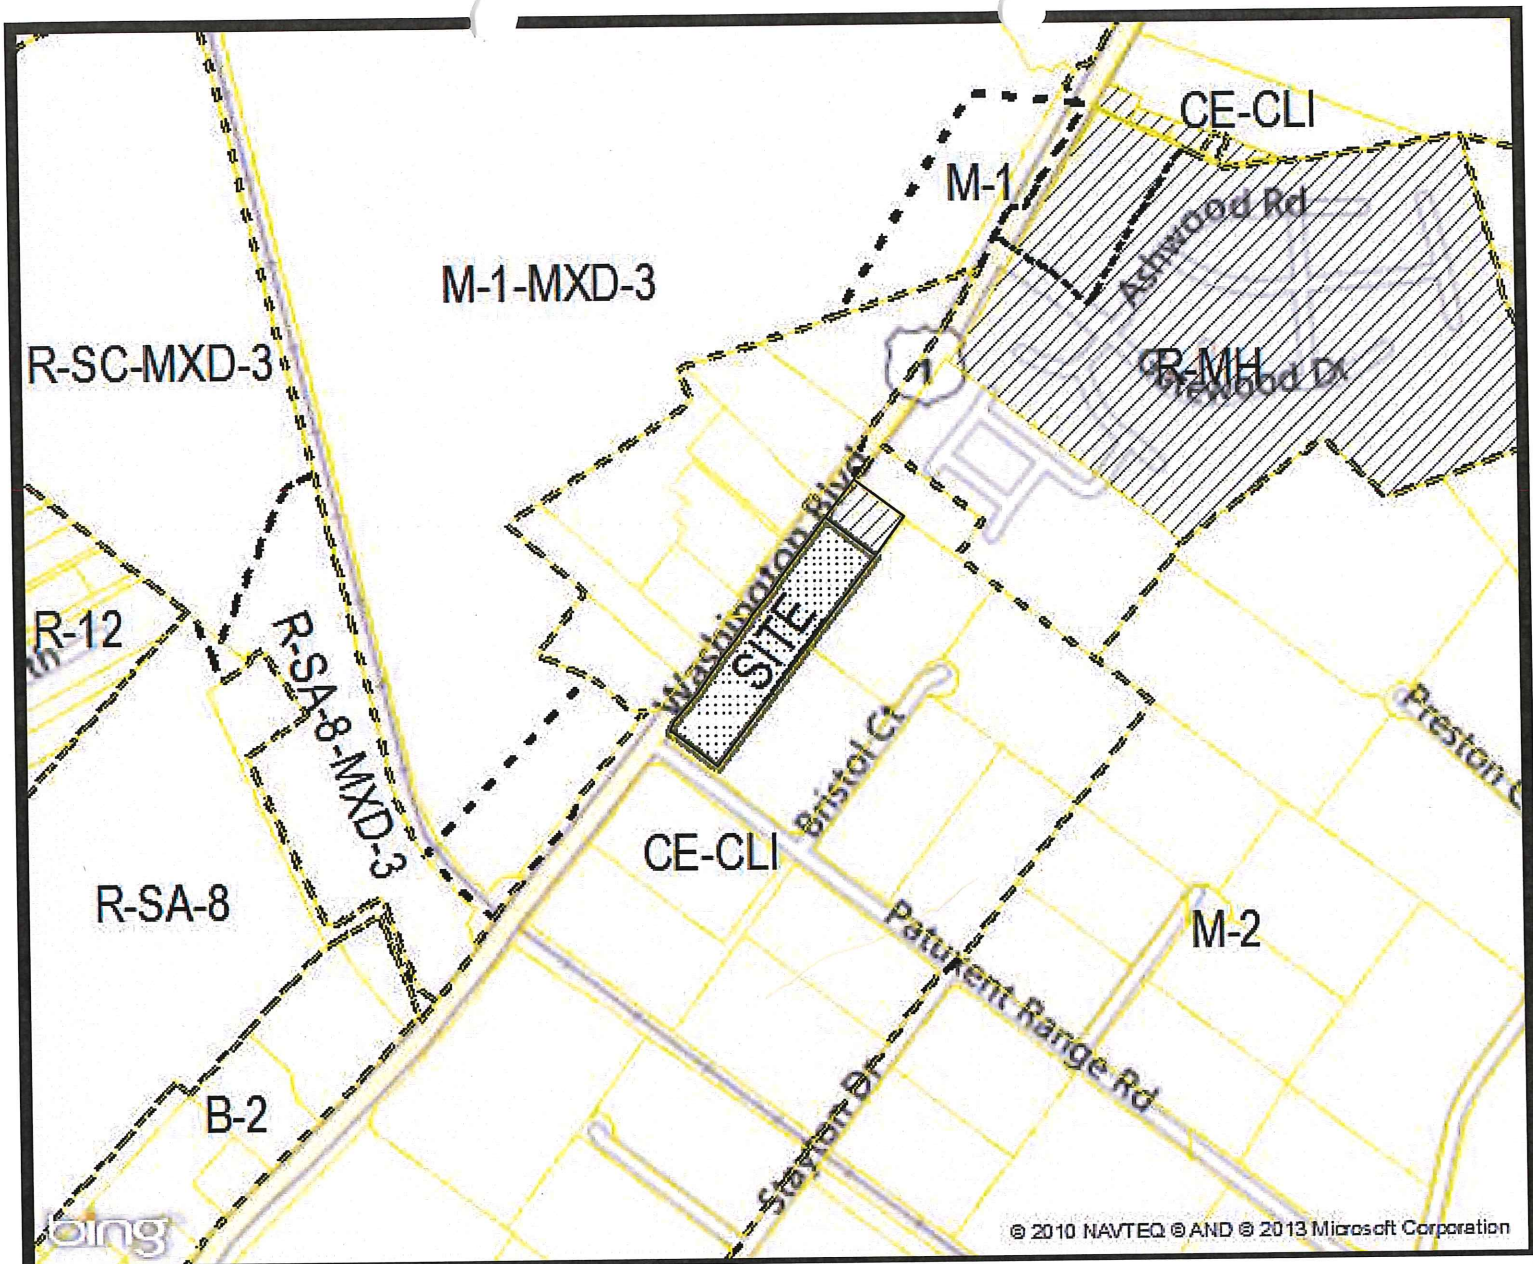 CE-CLI
M-1
Ashwood Rd
M-1-MXD-3
R-SC-MXD-3
1
R-MH
Washington Blvd
SITE
R-12
R-SA-8-MXD-3
Bristol Ct
Preston
CE-CLI
R-SA-8
M-2
Patuxent Range Rd
B-2
Stayton Dr
bing
© 2010 NAVTEQ © AND © 2013 Microsoft Corporation